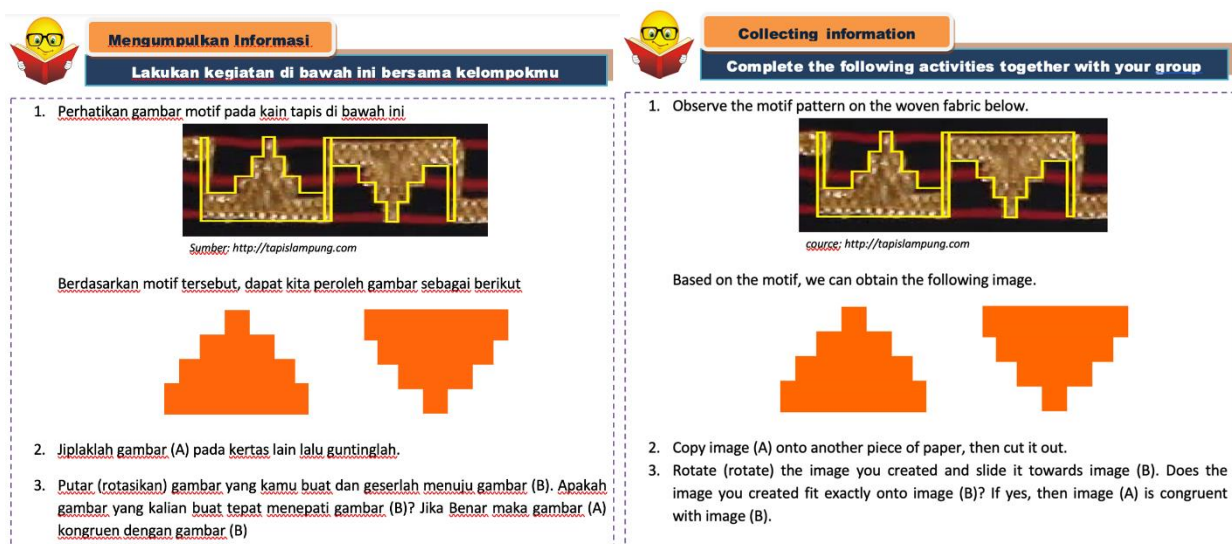 Mengumpulkan Informasi
Lakukan kegiatan di bawah ini bersama kelompokmu
1. Perhatikan gambar motif pada kain tapis di bawah ini
Sumber: http://tapislampung.com
Berdasarkan motif tersebut, dapat kita peroleh gambar sebagai berikut
2. Jiplaklah gambar (A) pada kertas lain lalu guntinglah.
3. Putar (rotasikan) gambar yang kamu buat dan geserlah menuju gambar (B). Apakah
gambar yang kalian buat tepat menepati gambar (B)? Jika Benar maka gambar (A)
kongruen dengan gambar (B)
Collecting information
Complete the following activities together with your group
1. Observe the motif pattern on the woven fabric below.
cource: http://tapislampung.com
Based on the motif, we can obtain the following image.
2. Copy image (A) onto another piece of paper, then cut it out.
3. Rotate (rotate) the image you created and slide it towards image (B). Does the
image you created fit exactly onto image (B)? If yes, then image (A) is congruent
with image (B).